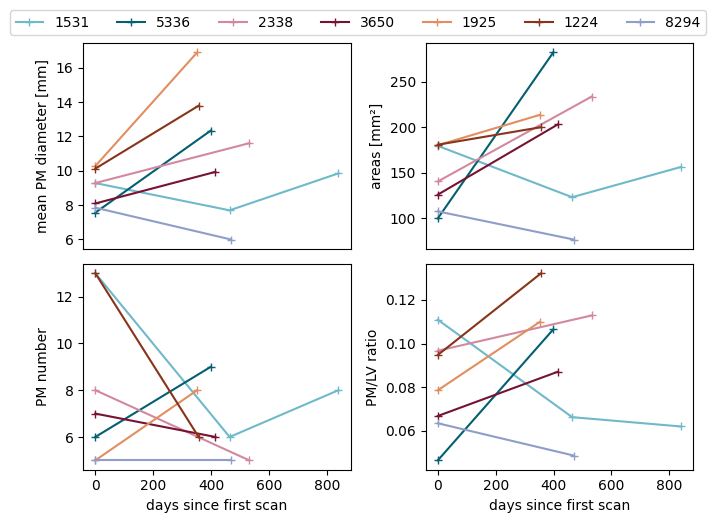 1531 5336 2338 3650 1925 1224 8294
mean PM diameter [mm]
16
14
12
10
8
6
areas [mm²]
250
200
150
100
PM number
12
10
8
6
0 200 400 600 800
days since first scan
PM/LV ratio
0.12
0.10
0.08
0.06
0 200 400 600 800
days since first scan